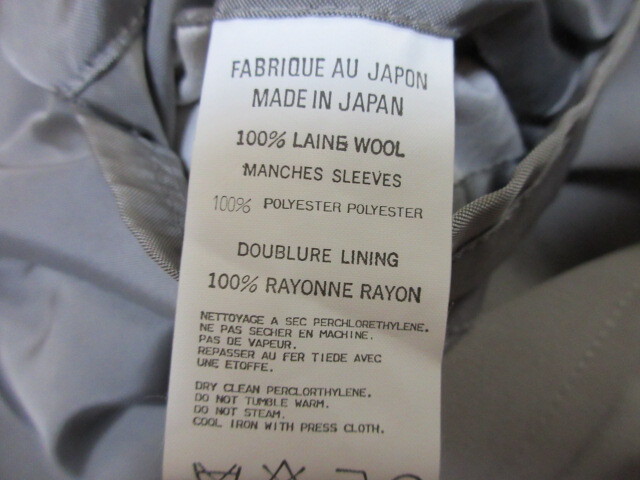 FABRIQUE AU JAPON
MADE IN JAPAN
100% LAINE WOOL
MANCHES SLEEVES
100% POLYESTER POLYESTER
DOUBLURE LINING
100% RAYONNE RAYON
NETTOYAGE A SEC PERCHLORETHYLENE.
NE PAS SECHER EN MACHINE.
PAS DE VAPEUR.
REPASSER AU FER TIEDE AVEC
UNE ETOFFE.
DRY CLEAN PERCLORTHYLENE.
DO NOT TUMBLE WARM.
DO NOT STEAM.
COOL IRON WITH PRESS CLOTH.